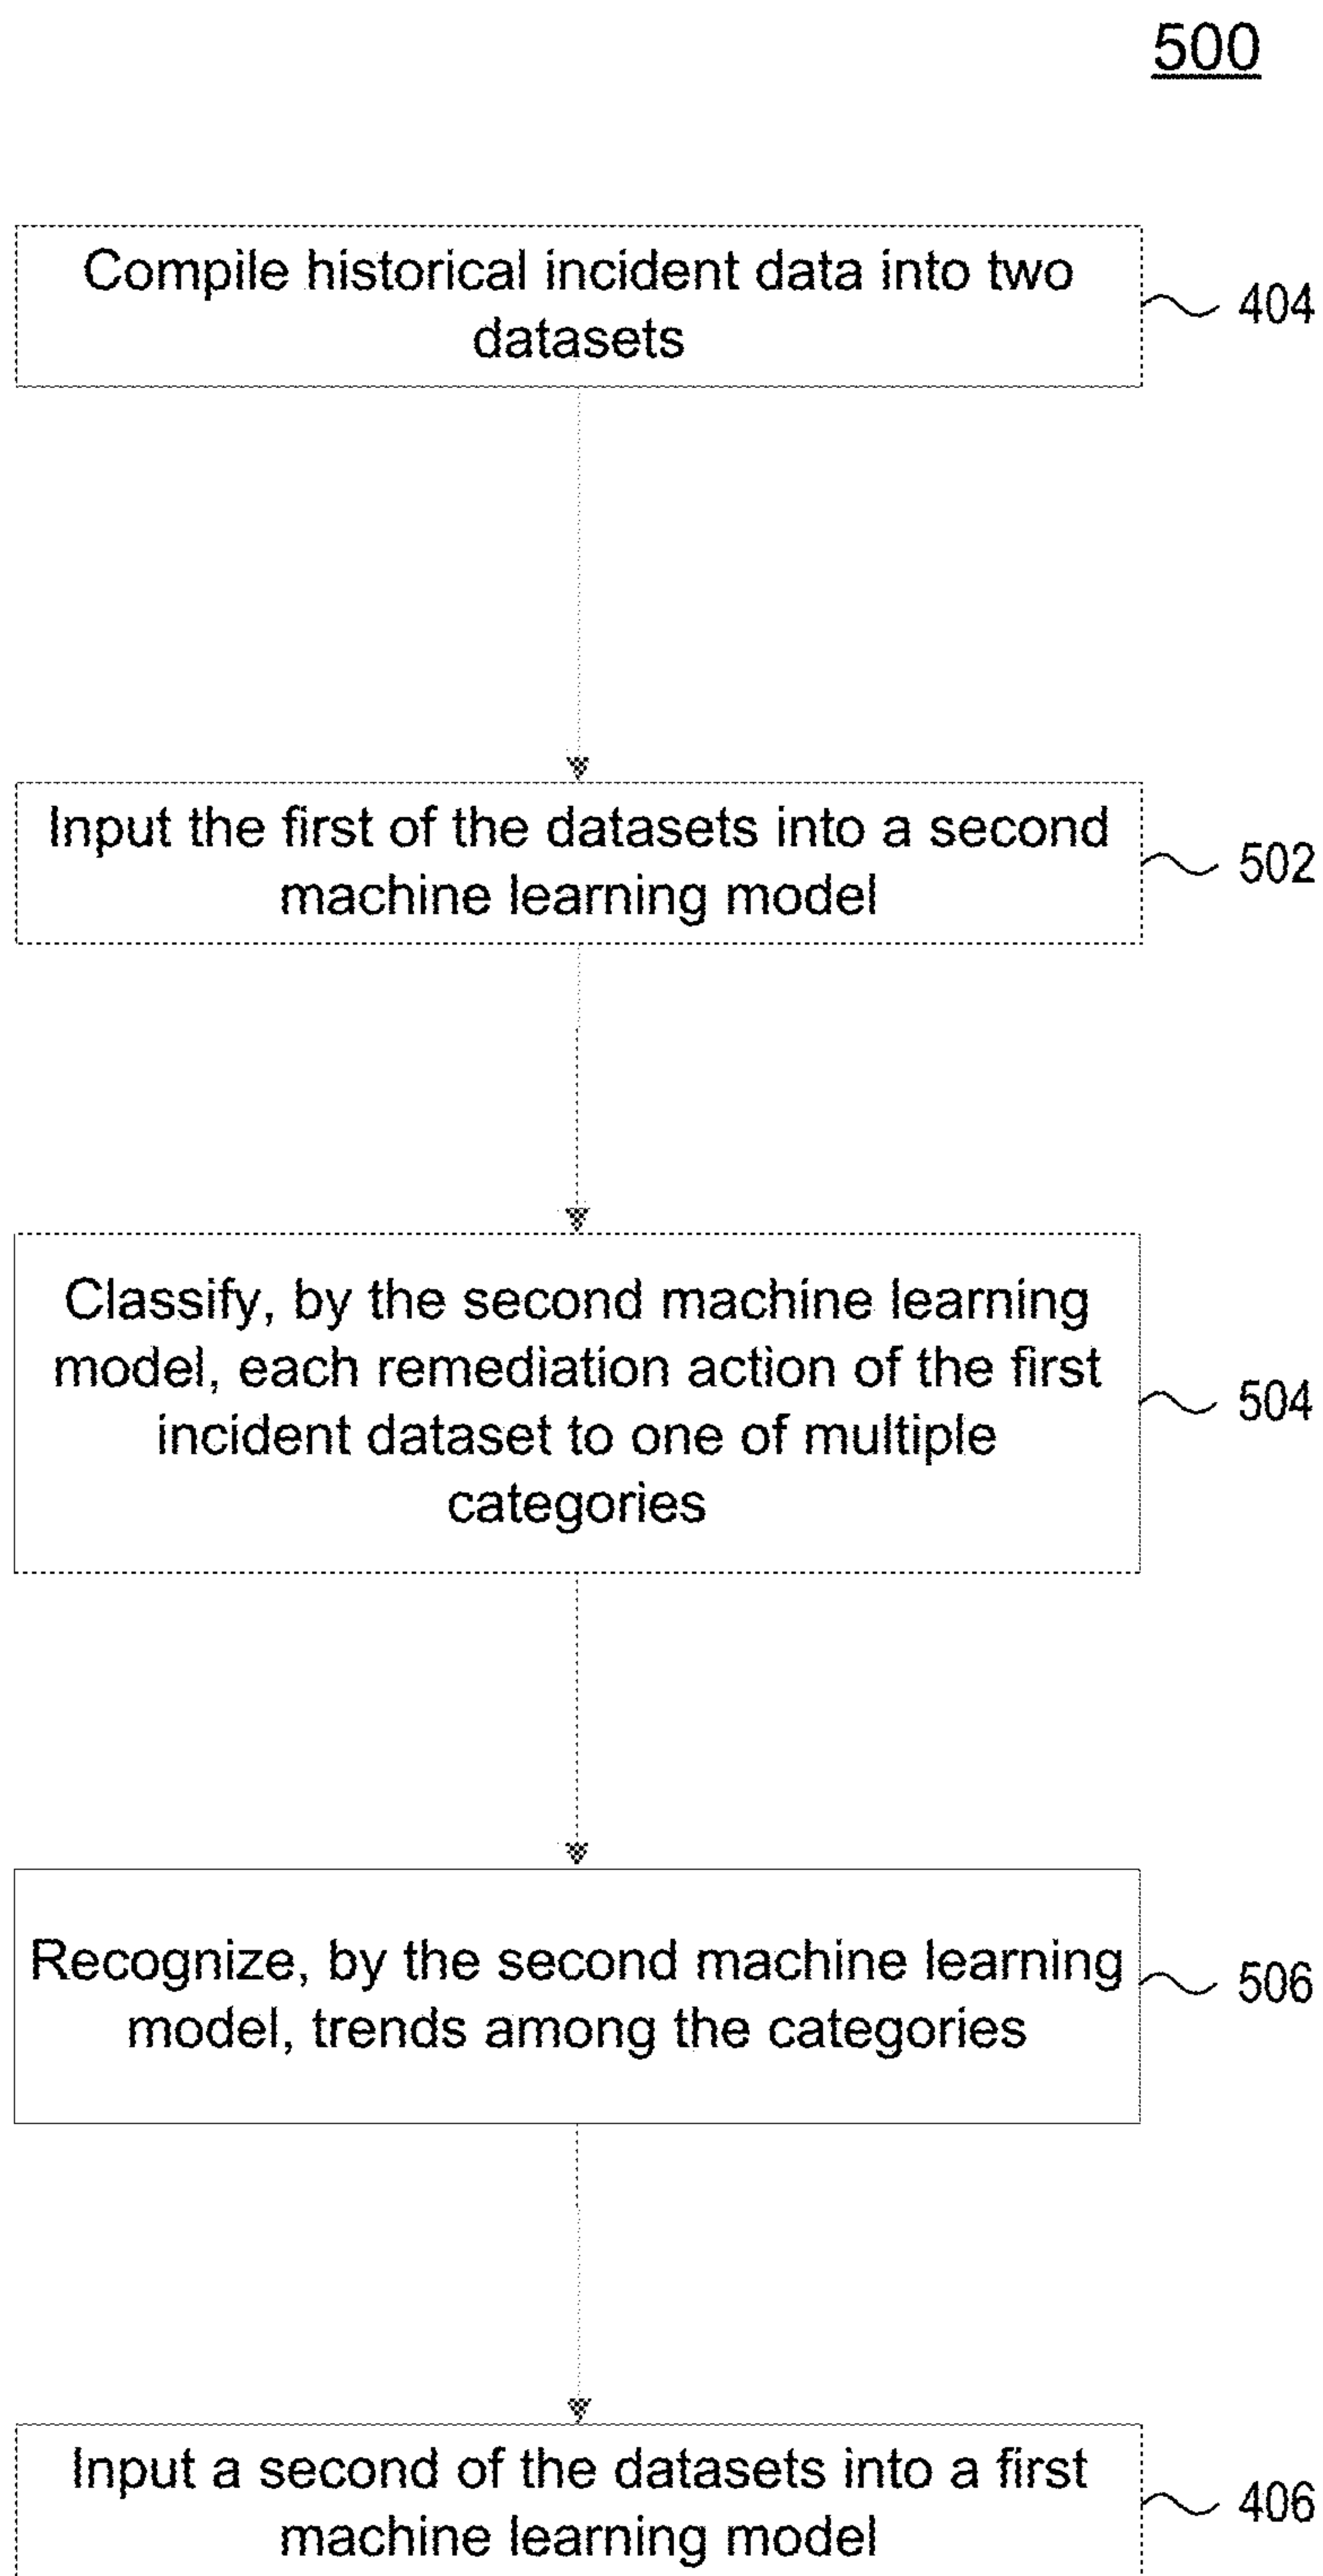 500
Compile historical incident data into two
datasets
404
Input the first of the datasets into a second
machine learning model
502
Classify, by the second machine learning
model, each remediation action of the first
incident dataset to one of multiple
categories
504
Recognize, by the second machine learning
model, trends among the categories
506
Input a second of the datasets into a first
machine learning model
406